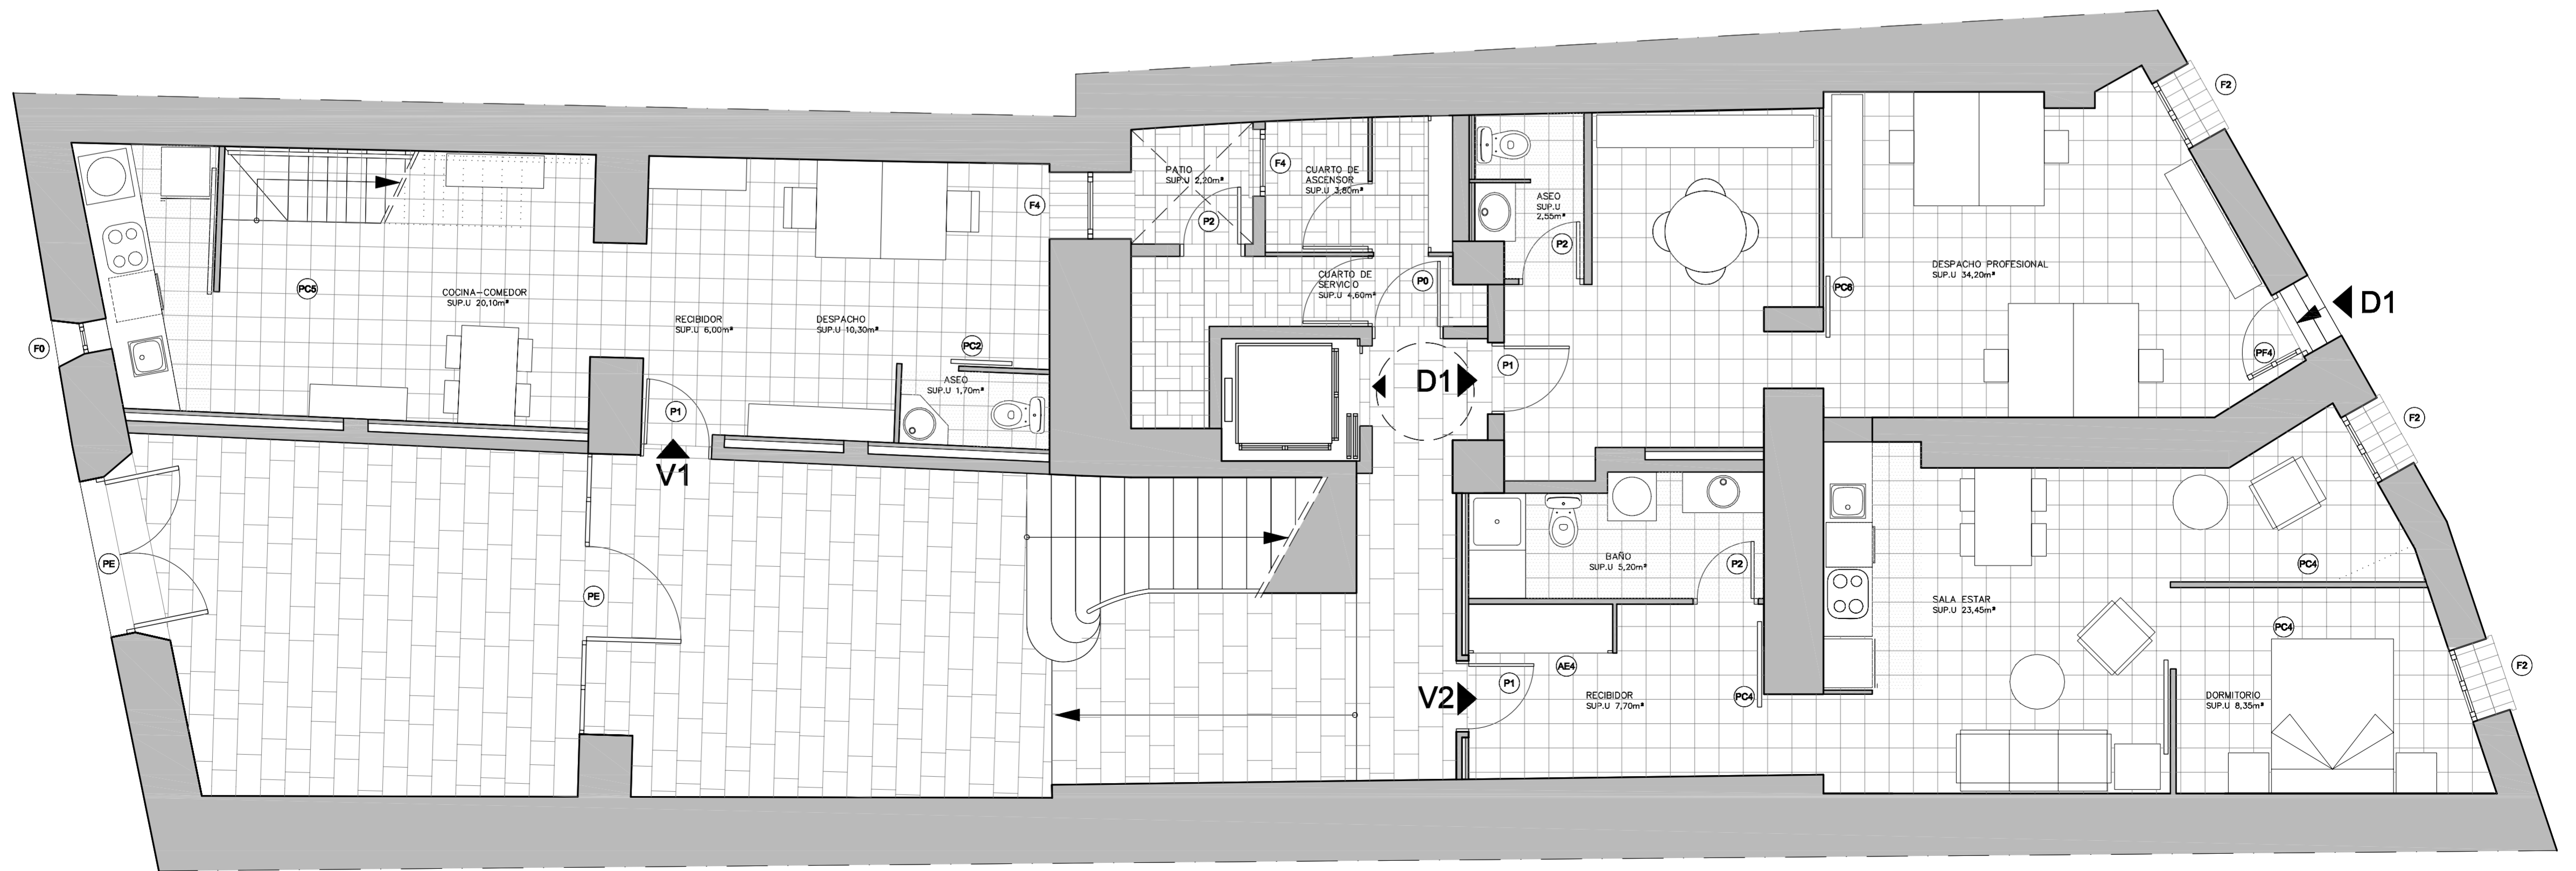 F2
PATIO
SUP.U 2,20m²
F4
CUARTO DE
ASCENSOR
SUP.U 3,80m²
F4
P2
ASEO
SUP.U
2,55m²
P2
PC5
COCINA-COMEDOR
SUP.U 20,10m²
RECIBIDOR
SUP.U 6,00m²
DESPACHO
SUP.U 10,30m²
CUARTO DE
SERVICIO
SUP.U 4,60m²
P0
DESPACHO PROFESIONAL
SUP.U 34,20m²
PC6
D1
F0
PC2
ASEO
SUP.U 1,70m²
P1
D1
P1
PF4
F2
V1
PE
PE
BAÑO
SUP.U 5,20m²
P2
PC4
SALA ESTAR
SUP.U 23,45m²
PC4
AE4
P1
V2
RECIBIDOR
SUP.U 7,70m²
PC4
DORMITORIO
SUP.U 8,35m²
F2